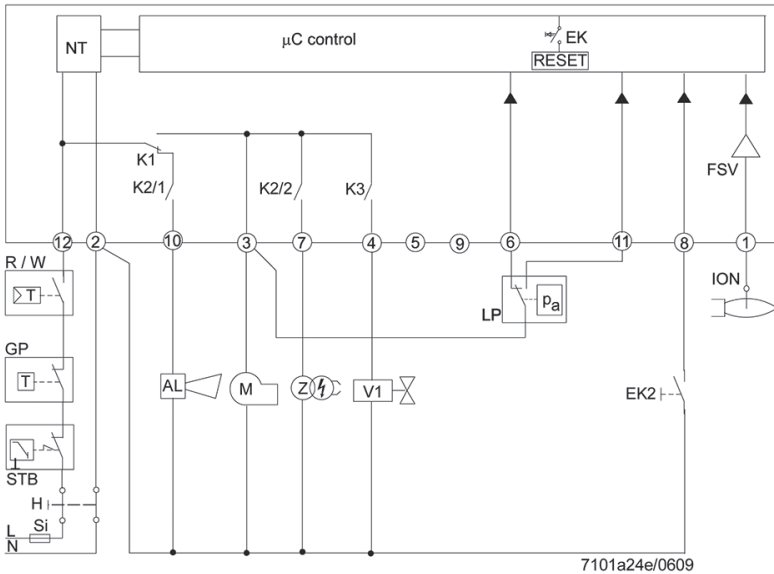 NT
μC control
EK
RESET
K1
FSV
K2/1
K2/2
K3
12
2
10
3
7
4
5
9
6
11
8
1
R / W
T
LP
pa
ION
GP
T
AL
M
Z
V1
EK2
STB
H
Si
L
N
7101a24e/0609